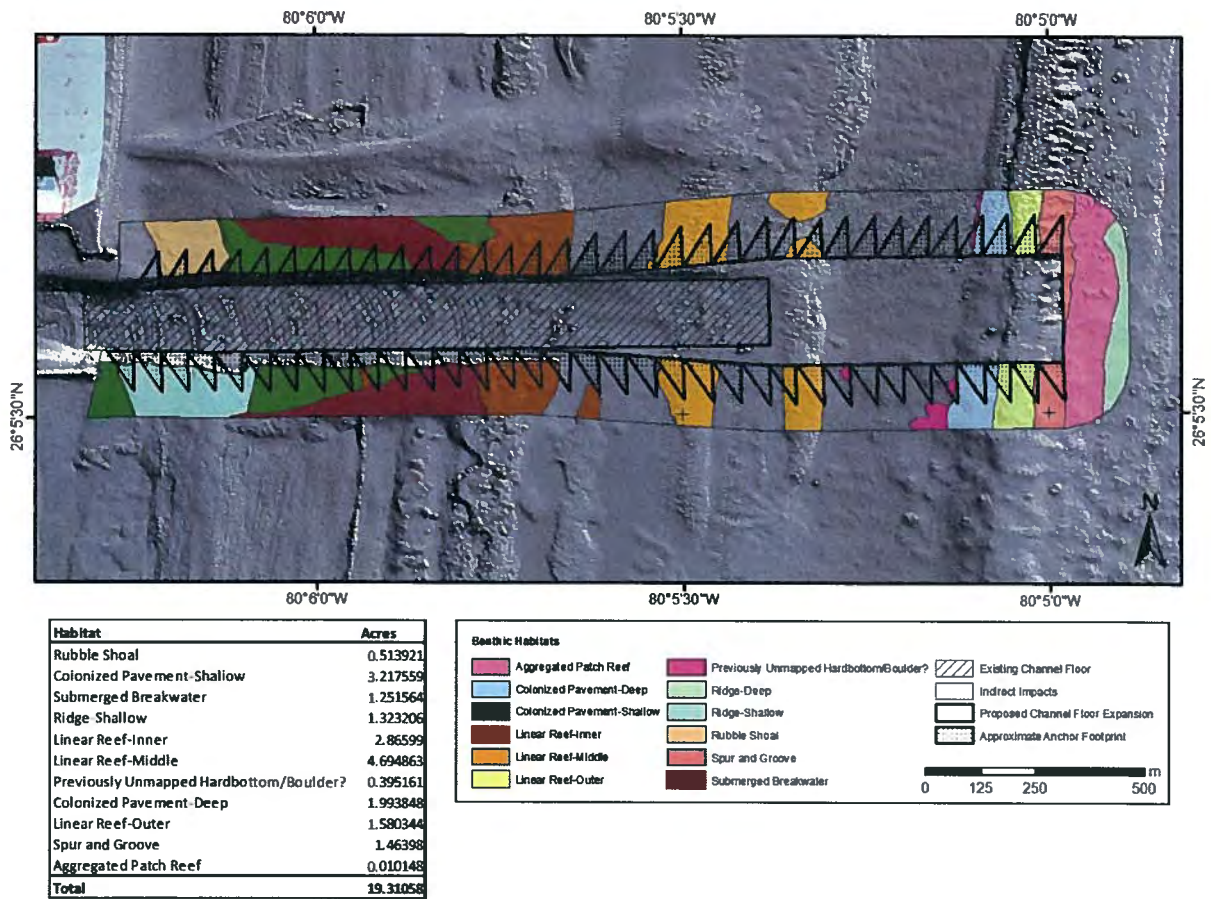 80°6'0"W 80°5'30"W 80°5'0"W
26°5'30"N
26°5'30"N
N
80°6'0"W 80°5'30"W 80°5'0"W
Habitat Acres
Rubble Shoal 0.513921
Colonized Pavement-Shallow 3.217559
Submerged Breakwater 1.251564
Ridge-Shallow 1.323206
Linear Reef-Inner 2.86599
Linear Reef-Middle 4.694863
Previously Unmapped Hardbottom/Boulder? 0.395161
Colonized Pavement-Deep 1.993848
Linear Reef-Outer 1.580344
Spur and Groove 1.46398
Aggregated Patch Reef 0.010148
Total 19.31058
Benthic Habitats
Aggregated Patch Reef
Colonized Pavement-Deep
Colonized Pavement-Shallow
Linear Reef-Inner
Linear Reef-Middle
Linear Reef-Outer
Previously Unmapped Hardbottom/Boulder?
Ridge-Deep
Ridge-Shallow
Rubble Shoal
Spur and Groove
Submerged Breakwater
Existing Channel Floor
Indirect Impacts
Proposed Channel Floor Expansion
Approximate Anchor Footprint
m
0 125 250 500